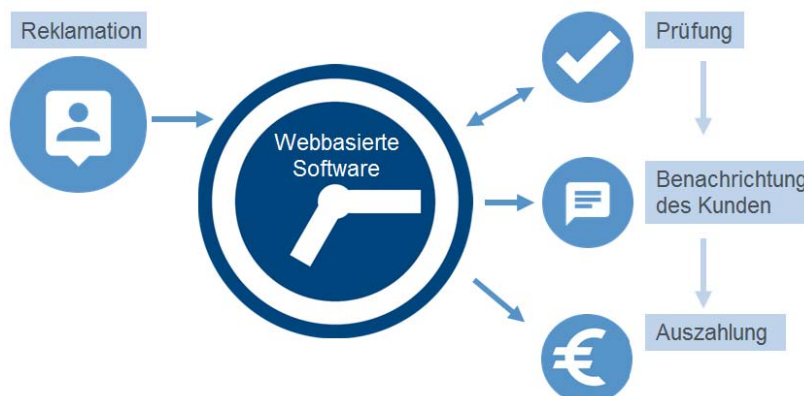 Reklamation
Webbasierte
Software
Prüfung
Benachrichtung
des Kunden
Auszahlung